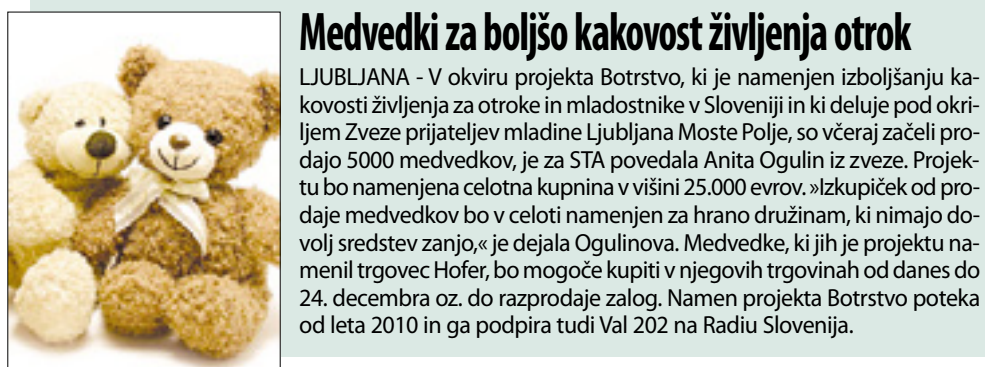 Medvedki za boljšo kakovost življenja otrok
LJUBLJANA - V okviru projekta Botrstvo, ki je namenjen izboljšanju ka-
kovosti življenja za otroke in mladostnike v Sloveniji in ki deluje pod okri-
ljem Zveze prijateljev mladine Ljubljana Moste Polje, so včeraj začeli pro-
dajo 5000 medvedkov, je za STA povedala Anita Ogulin iz zveze. Projek-
tu bo namenjena celotna kupnina v višini 25.000 evrov. »Izkupiček od pro-
daje medvedkov bo v celoti namenjen za hrano družinam, ki nimajo do-
volj sredstev zanjo,« je dejala Ogulinova. Medvedke, ki jih je projektu na-
menil trgovec Hofer, bo mogoče kupiti v njegovih trgovinah od danes do
24. decembra oz. do razprodaje zalog. Namen projekta Botrstvo poteka
od leta 2010 in ga podpira tudi Val 202 na Radiu Slovenija.